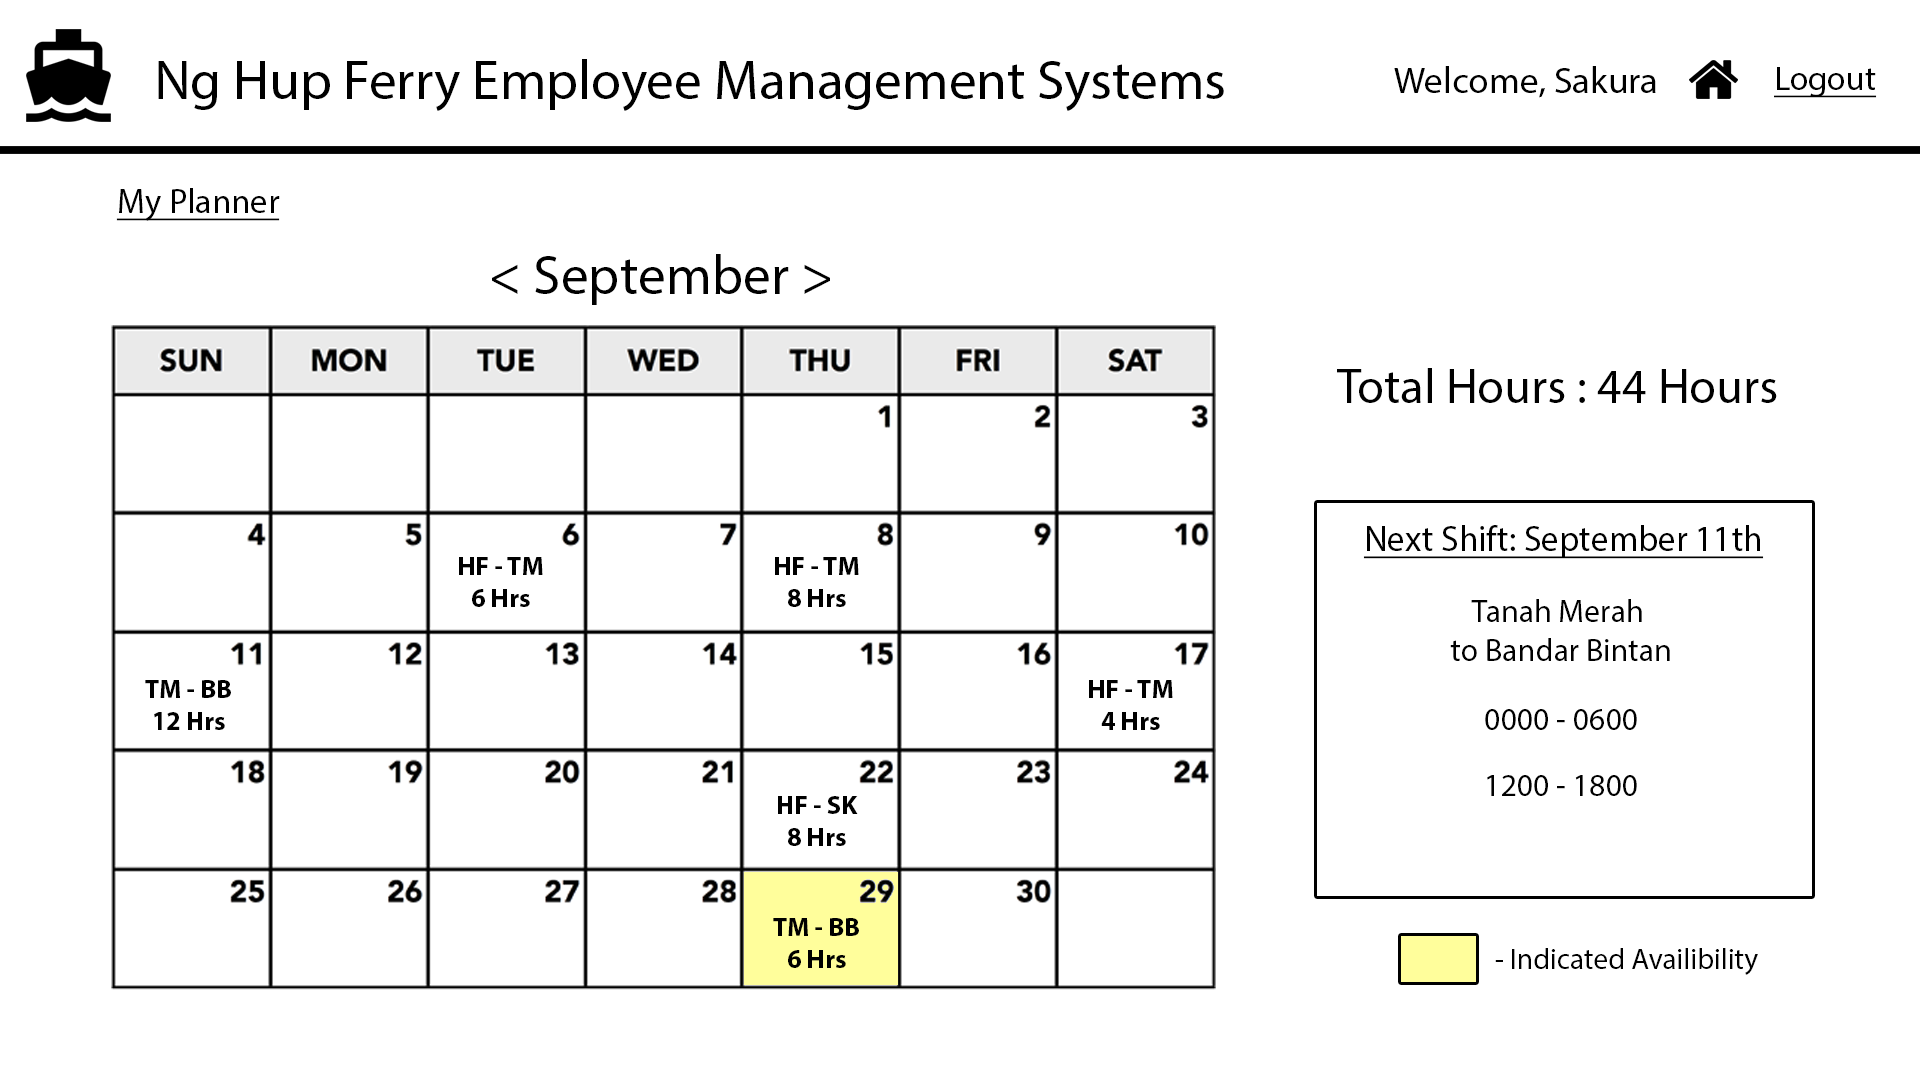 Ng Hup Ferry Employee Management Systems
Welcome, Sakura
Logout
My Planner
< September >
SUN MON TUE WED THU FRI SAT
1 2 3
4 5 6 7 8 9 10
HF - TM HF - TM
6 Hrs 8 Hrs
11 12 13 14 15 16 17
TM - BB HF - TM
12 Hrs 4 Hrs
18 19 20 21 22 23 24
HF - SK
8 Hrs
25 26 27 28 29 30
TM - BB
6 Hrs
Total Hours : 44 Hours
Next Shift: September 11th
Tanah Merah
to Bandar Bintan
0000 - 0600
1200 - 1800
- Indicated Availibility